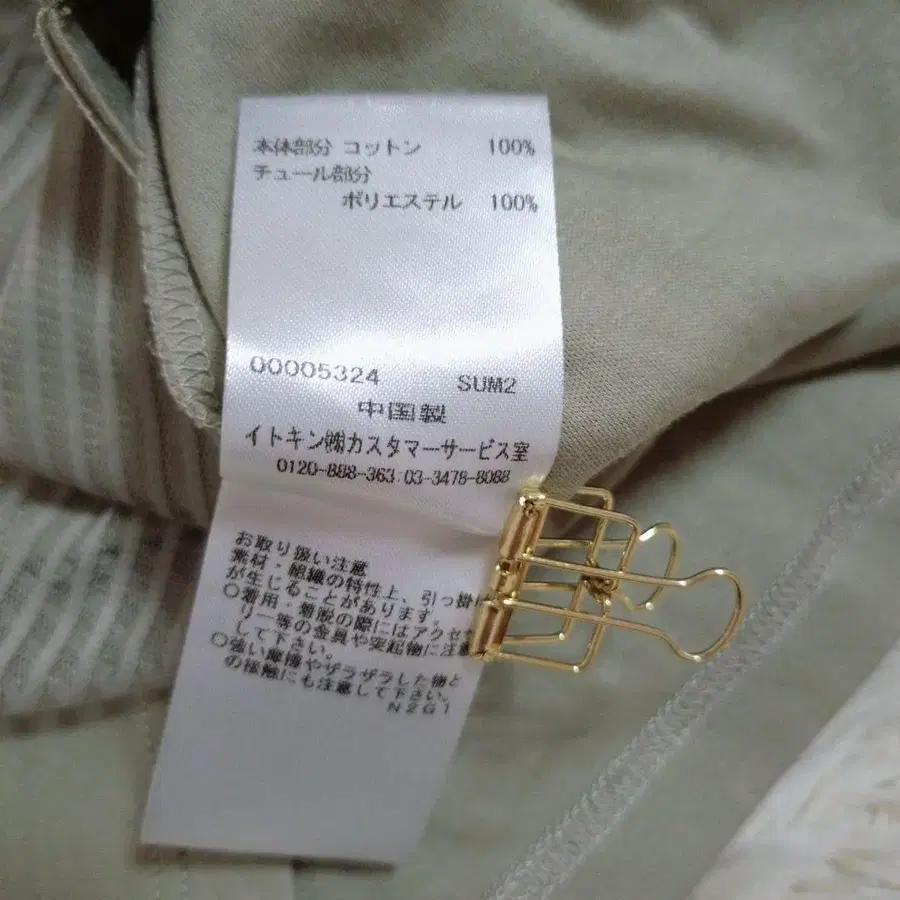 本体部分 コットン 100%
チュール部分
ポリエステル 100%
00005324 SUM2
中国製
イトキン㈱カスタマーサービス室
0120-888-363 03-3478-8088
お取り扱い注意
素材・組織の特性上、引っ掛け
が生じることがあります。
○着用・着脱の際にはアクセサ
リー等の金具や突起物に注意
して下さい。
○強い摩擦やザラザラした物と
の接触にも注意して下さい。
N2G1